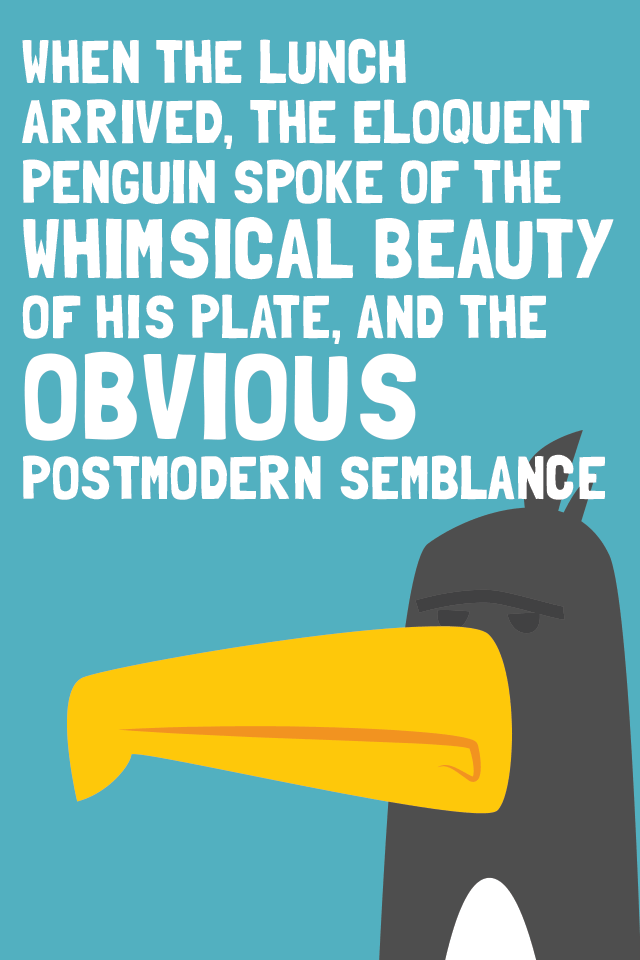 WHEN THE LUNCH
ARRIVED, THE ELOQUENT
PENGUIN SPOKE OF THE
WHIMSICAL BEAUTY
OF HIS PLATE, AND THE
OBVIOUS
POSTMODERN SEMBLANCE